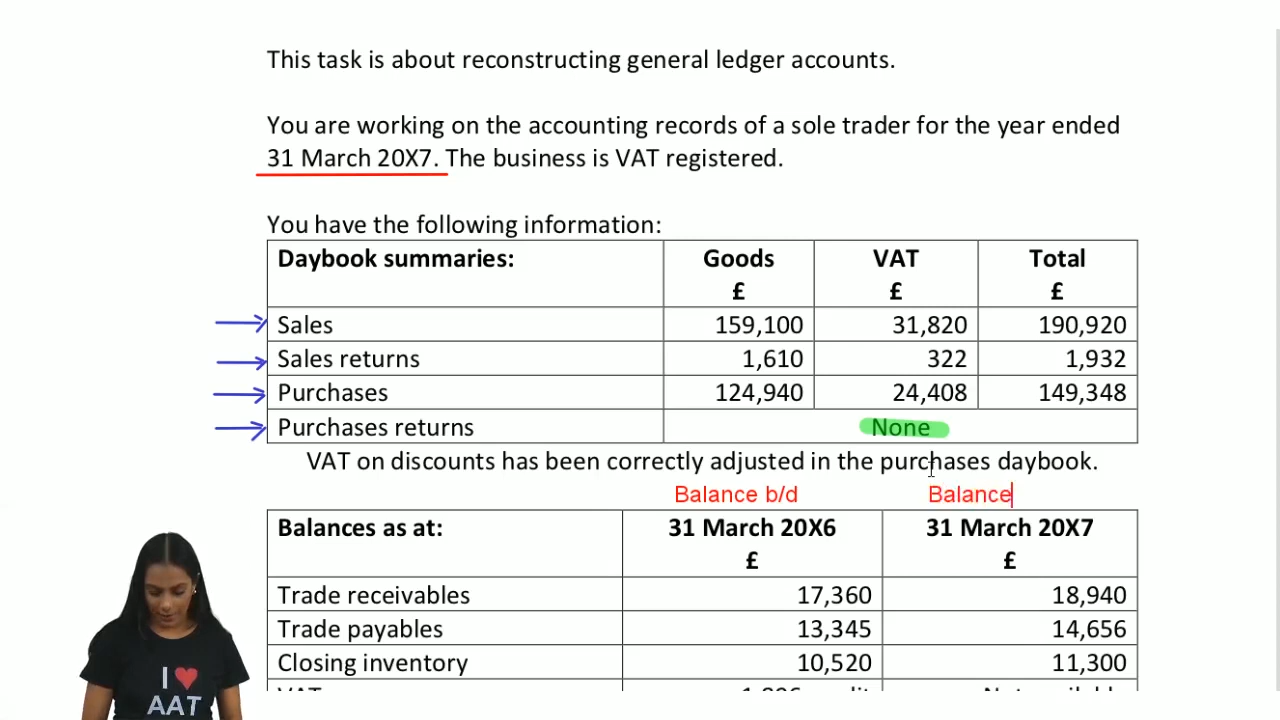 This task is about reconstructing general ledger accounts.
You are working on the accounting records of a sole trader for the year ended
31 March 20X7. The business is VAT registered.
You have the following information:
Daybook summaries: Goods £ VAT £ Total £
Sales 159,100 31,820 190,920
Sales returns 1,610 322 1,932
Purchases 124,940 24,408 149,348
Purchases returns None
VAT on discounts has been correctly adjusted in the purchases daybook.
Balance b/d Balance
Balances as at: 31 March 20X6 £ 31 March 20X7 £
Trade receivables 17,360 18,940
Trade payables 13,345 14,656
Closing inventory 10,520 11,300
I ❤
AAT